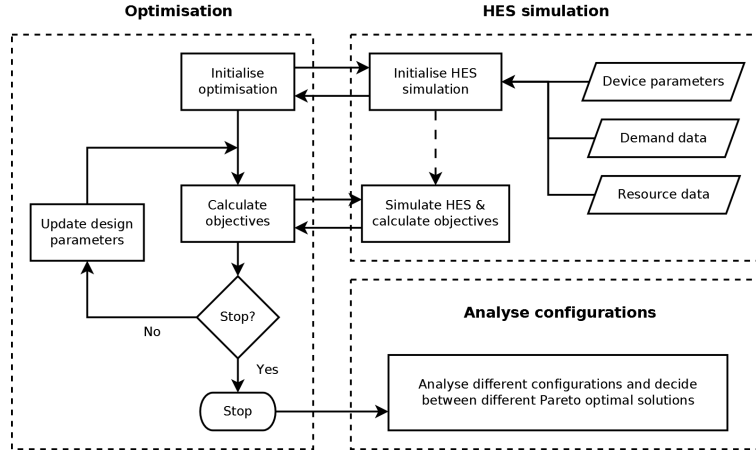 Optimisation
HES simulation
Initialise
optimisation
Initialise HES
simulation
Device parameters
Demand data
Resource data
Update design
parameters
Calculate
objectives
Simulate HES &
calculate objectives
Stop?
No
Yes
Stop
Analyse configurations
Analyse different configurations and decide
between different Pareto optimal solutions